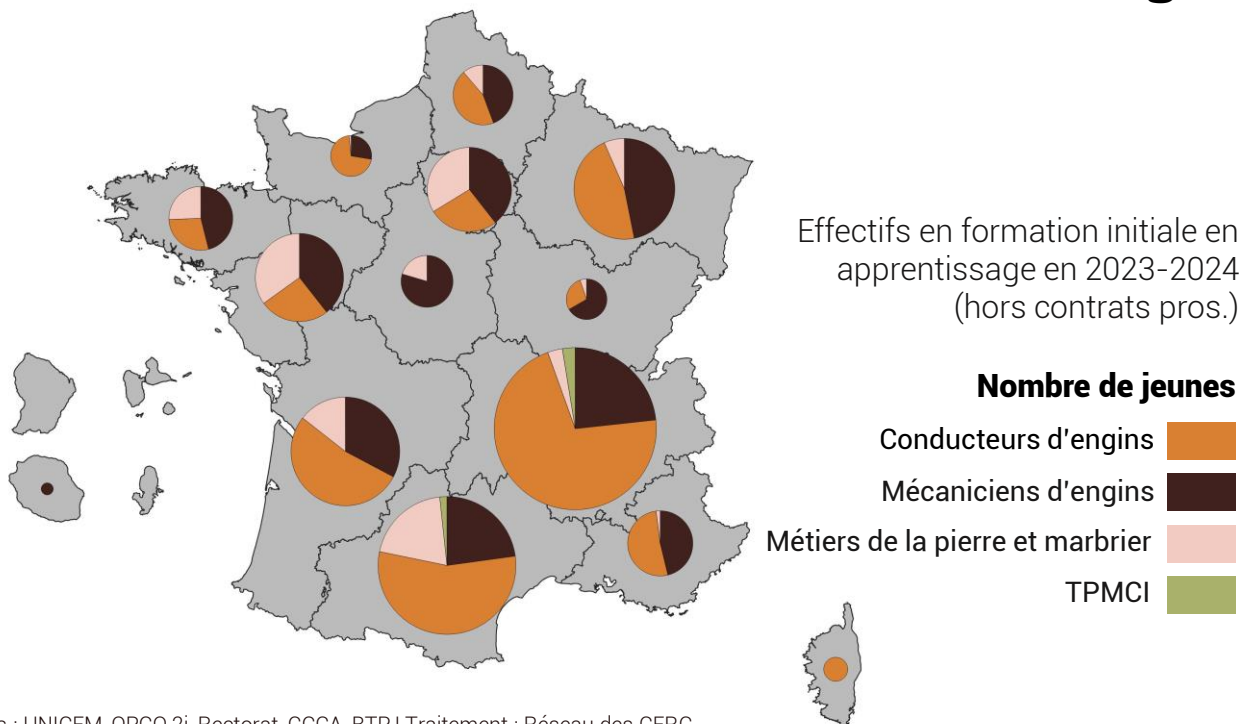 Effectifs en formation initiale en
apprentissage en 2023-2024
(hors contrats pros.)
Nombre de jeunes
Conducteurs d'engins
Mécaniciens d'engins
Métiers de la pierre et marbrier
TPMCI
: UNICEM, OPCO 2i, Rectorat, CCCA-BTP | Traitement : Réseau des CERC